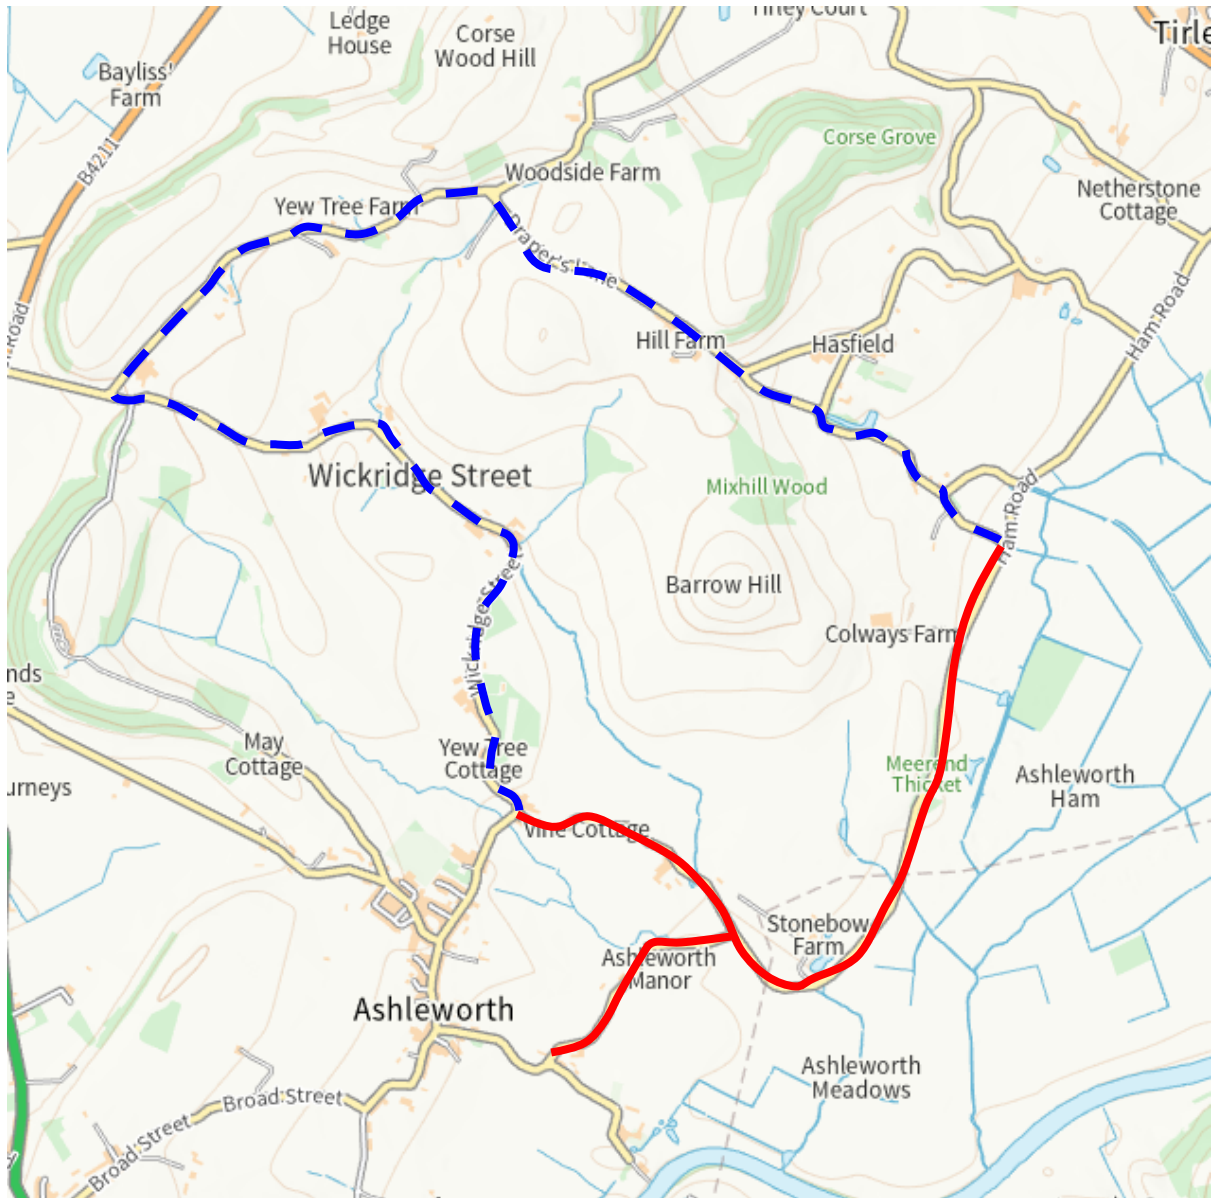 Tirley Court
Ledge
House
Corse
Wood Hill
Tirle
Bayliss'
Farm
Corse Grove
B4211
Woodside Farm
Netherstone
Cottage
Yew Tree Farm
Draper's Lane
Road
Ham Road
Hill Farm
Hasfield
Wickridge Street
Mixhill Wood
Ham Road
Wickridge Street
Barrow Hill
Colways Farm
nds
e
May
Cottage
Yew Tree
Cottage
Meerend
Thicket
Ashleworth
Ham
urneys
Vine Cottage
Stonebow
Farm
Ashleworth
Manor
Ashleworth
Ashleworth
Meadows
Broad Street
Broad Street